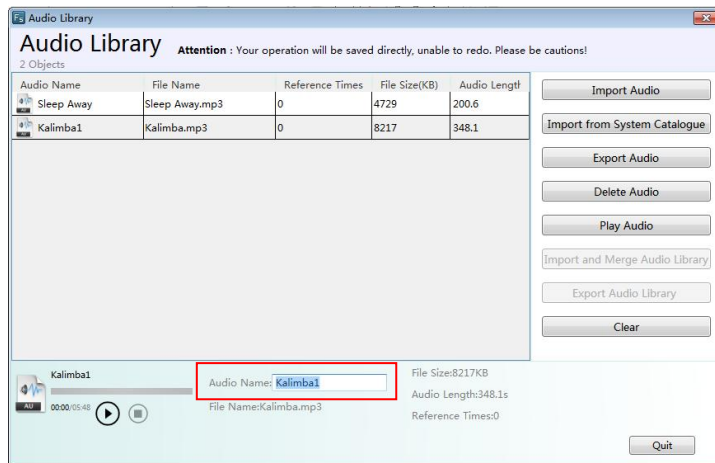 Fs Audio Library
Audio Library
Attention : Your operation will be saved directly, unable to redo. Please be cautions!
2 Objects
Audio Name File Name Reference Times File Size(KB) Audio Lengtl
Sleep Away Sleep Away.mp3 0 4729 200.6
Kalimba1 Kalimba.mp3 0 8217 348.1
Import Audio
Import from System Catalogue
Export Audio
Delete Audio
Play Audio
Import and Merge Audio Library
Export Audio Library
Clear
Kalimba1
AU
00:00/05:48
Audio Name: Kalimba1
File Name:Kalimba.mp3
File Size:8217KB
Audio Length:348.1s
Reference Times:0
Quit